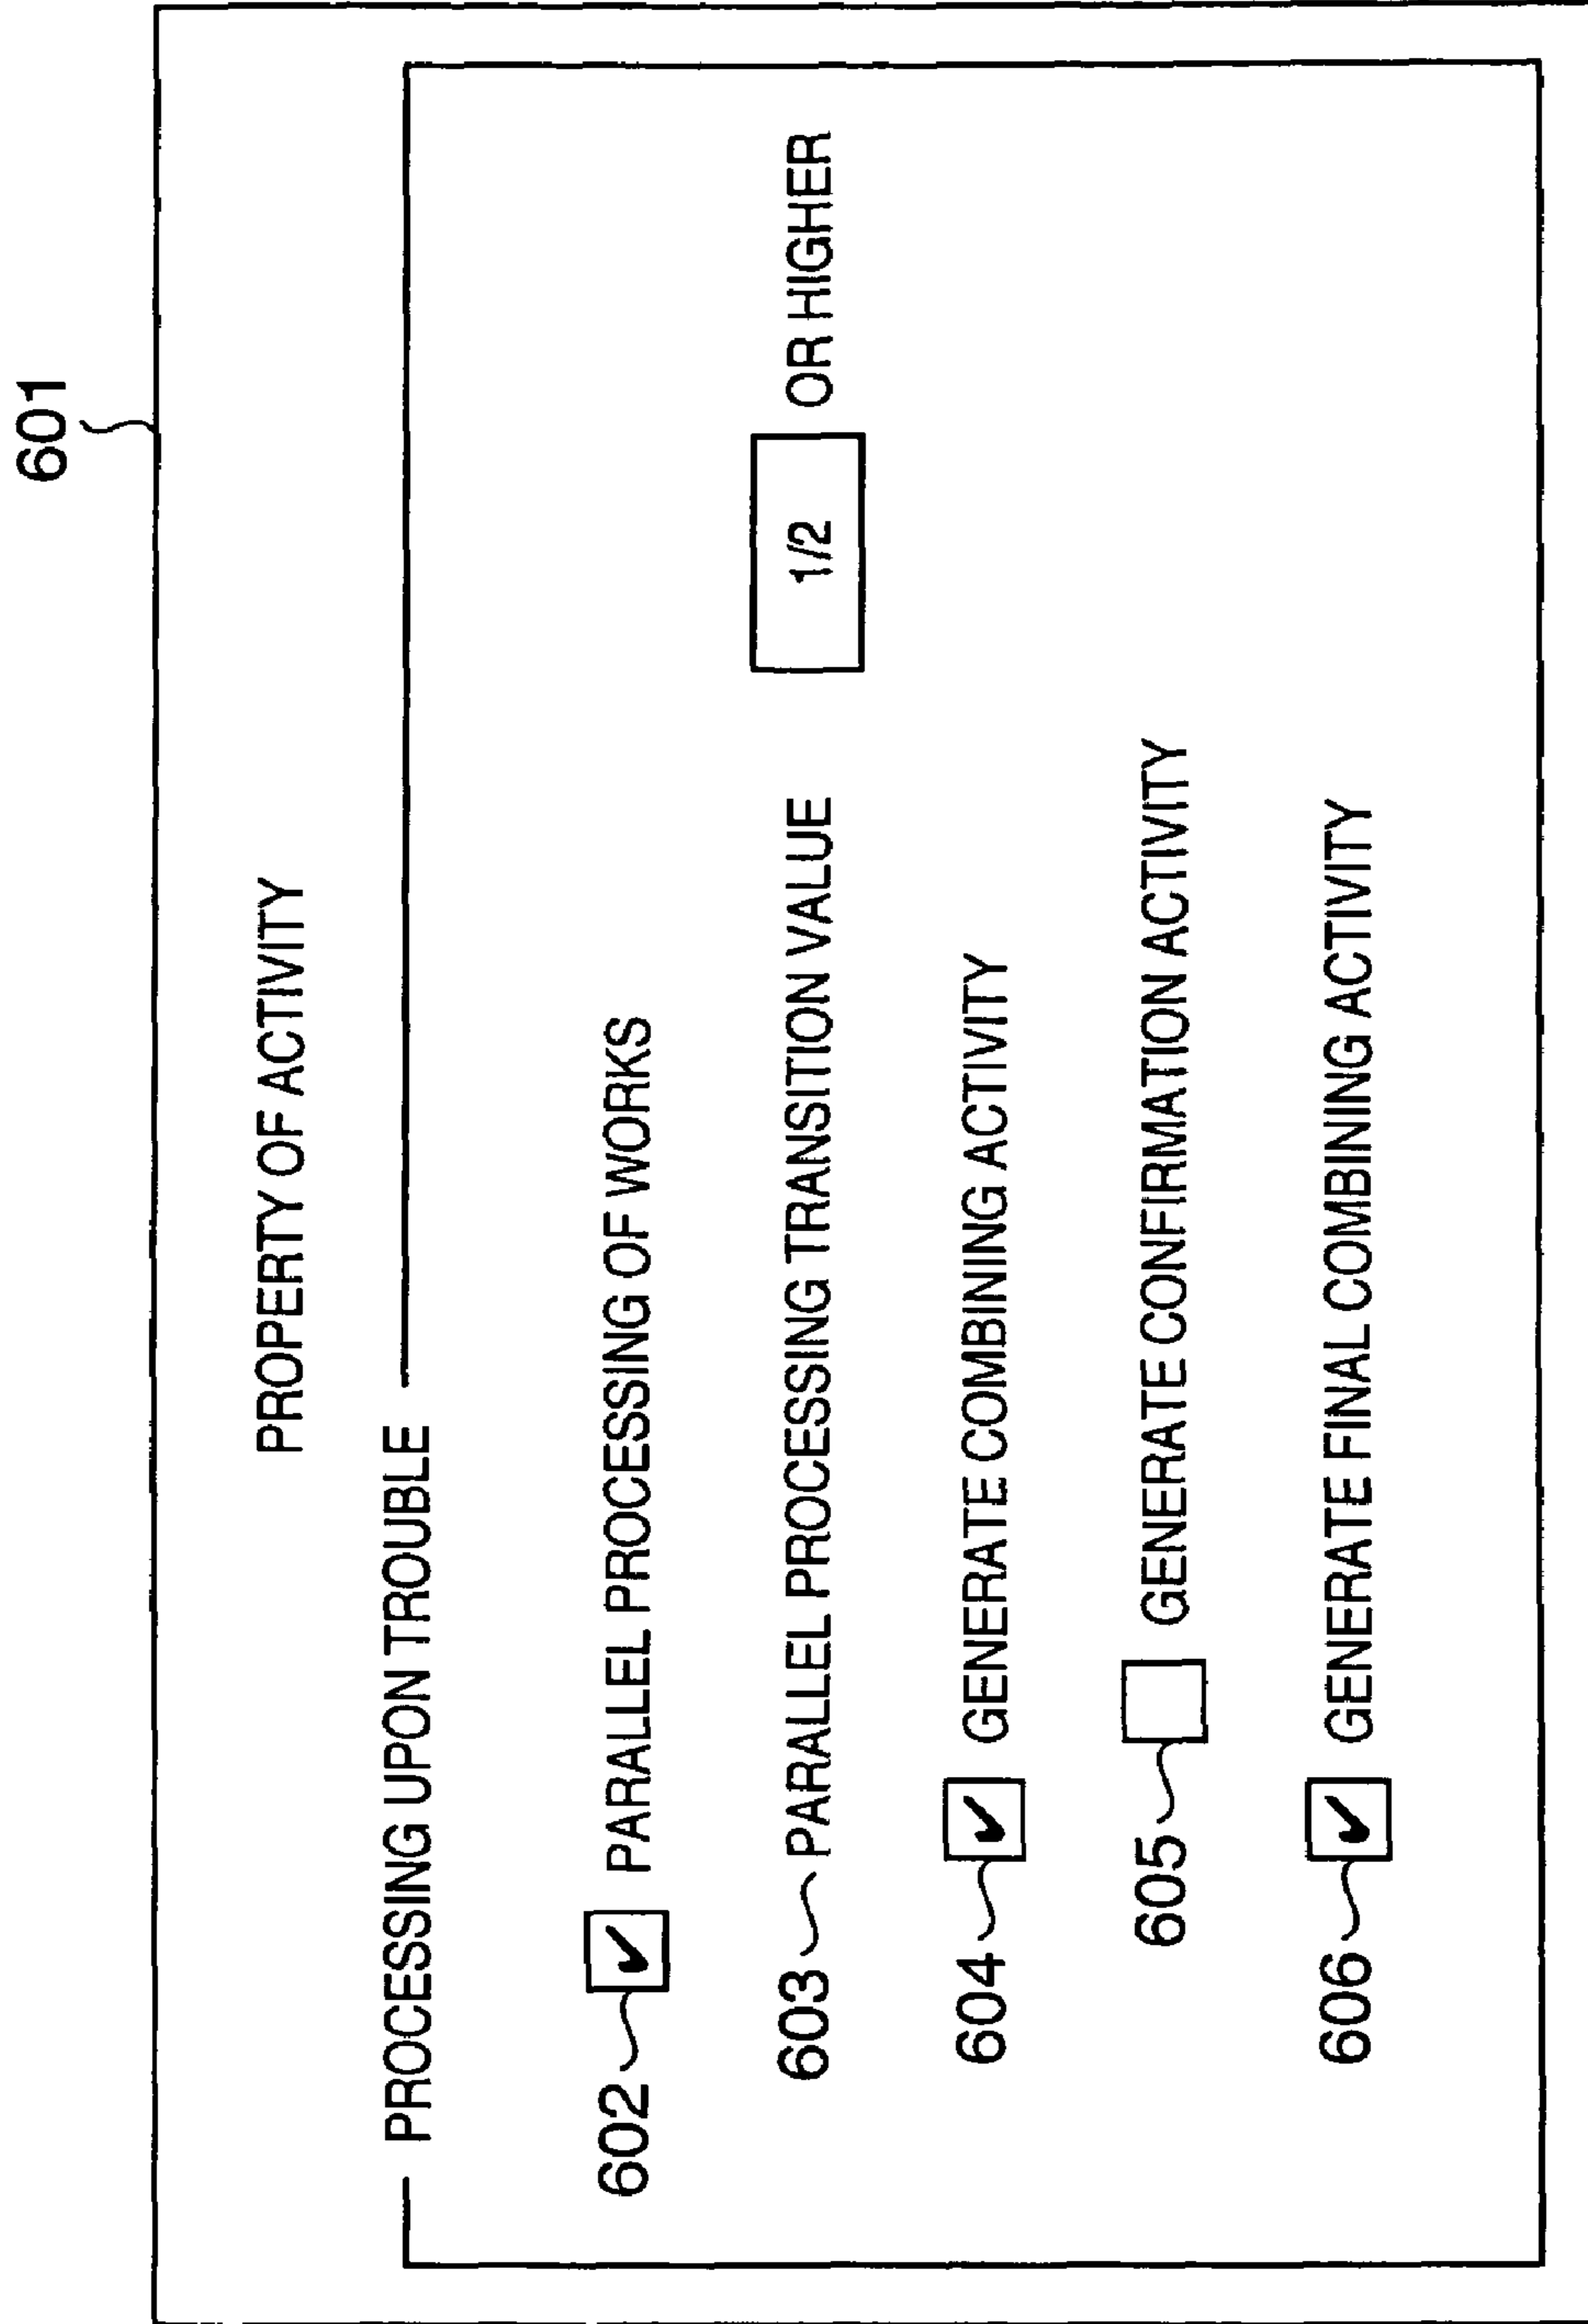 601
PROPERTY OF ACTIVITY
PROCESSING UPON TROUBLE
602 PARALLEL PROCESSING OF WORKS
603 PARALLEL PROCESSING TRANSITION VALUE 1/2 OR HIGHER
604 GENERATE COMBINING ACTIVITY
605 GENERATE CONFIRMATION ACTIVITY
606 GENERATE FINAL COMBINING ACTIVITY